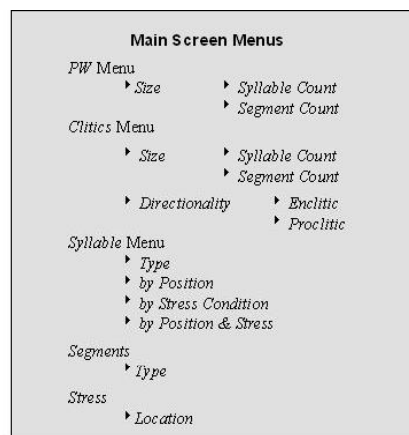 Main Screen Menus
PW Menu
Size Syllable Count
Segment Count
Clitics Menu
Size Syllable Count
Segment Count
Directionality Enclitic
Proclitic
Syllable Menu
Type
by Position
by Stress Condition
by Position & Stress
Segments
Type
Stress
Location